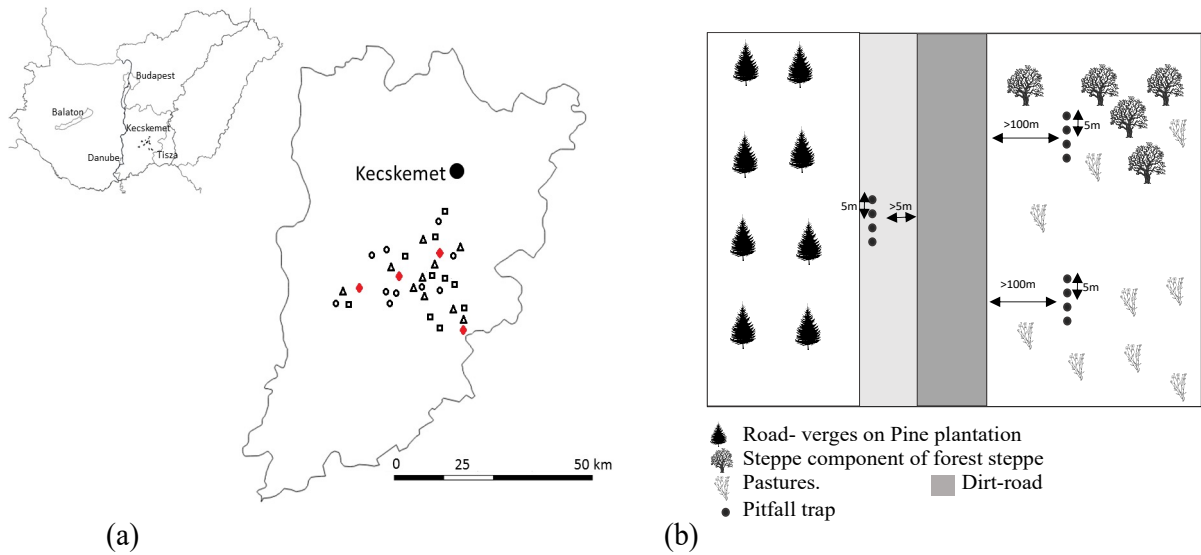 Budapest
Balaton
Kecskemet
Danube
Tisza
Kecskemet
0 25 50 km
(a)
>100m
5m
5m
>5m
>100m
5m
Road- verges on Pine plantation
Steppe component of forest steppe
Pastures.
Dirt-road
Pitfall trap
(b)